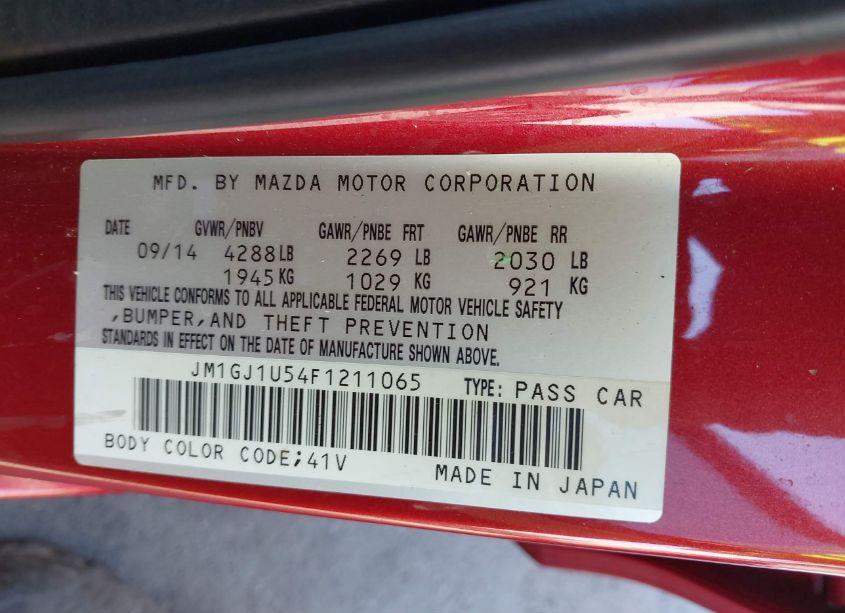 MFD. BY MAZDA MOTOR CORPORATION
DATE GVWR/PNBV GAWR/PNBE FRT GAWR/PNBE RR
09/14 4288LB 2269 LB 2030 LB
1945KG 1029 KG 921 KG
THIS VEHICLE CONFORMS TO ALL APPLICABLE FEDERAL MOTOR VEHICLE SAFETY
,BUMPER,AND THEFT PREVENTION
STANDARDS IN EFFECT ON THE DATE OF MANUFACTURE SHOWN ABOVE.
JM1GJ1U54F1211065 TYPE: PASS CAR
BODY COLOR CODE;41V MADE IN JAPAN